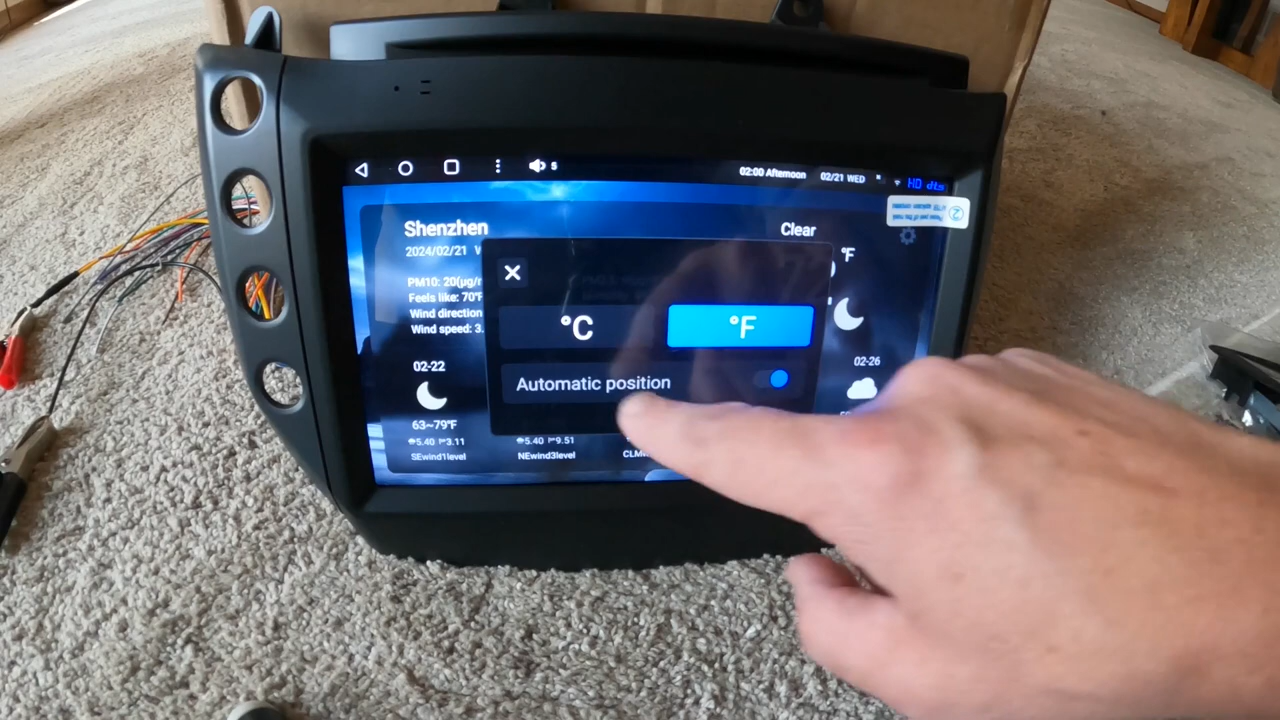 5
02:00 Afternoon
02/21 WED
HD dts
Shenzhen
Clear
2024/02/21
°F
PM10: 20(μg/
Feels like: 70°F
Wind direction
Wind speed: 3.
°C
°F
Automatic position
02-22
02-26
63~79°F
5.40 3.11
5.40 9.51
SEwind1level
NEwind3level